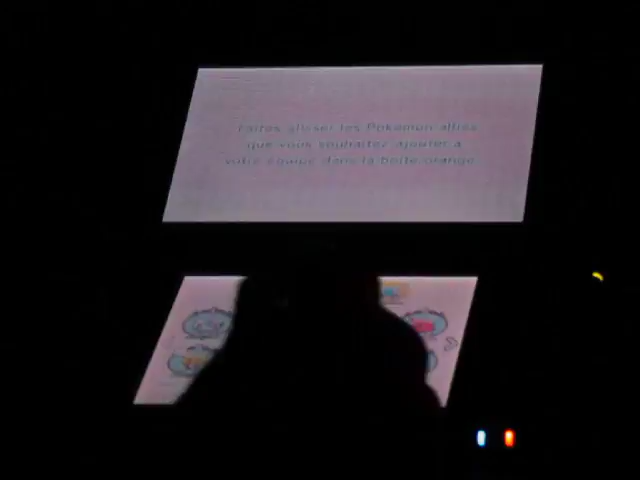 Faites glisser les Pokémon alliés
que vous souhaitez ajouter à
votre équipe dans la boîte orange.